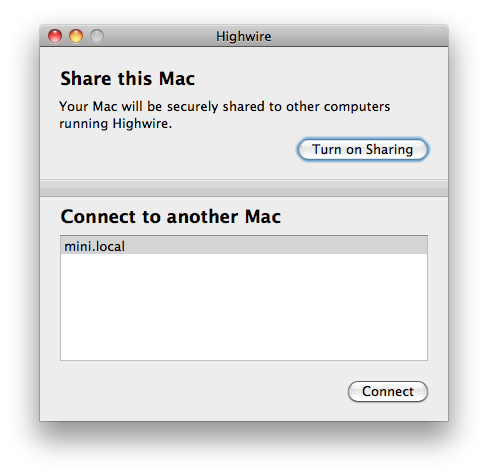 Highwire
Share this Mac
Your Mac will be securely shared to other computers
running Highwire.
Turn on Sharing
Connect to another Mac
mini.local
Connect